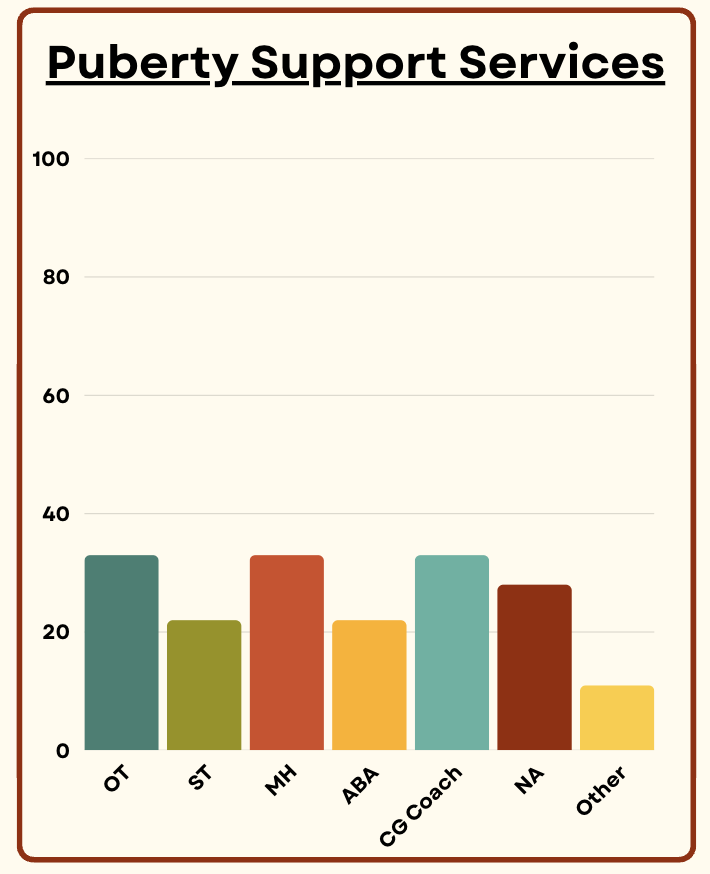 Puberty Support Services
100
80
60
40
20
0
OT
ST
MH
ABA
CG Coach
NA
Other